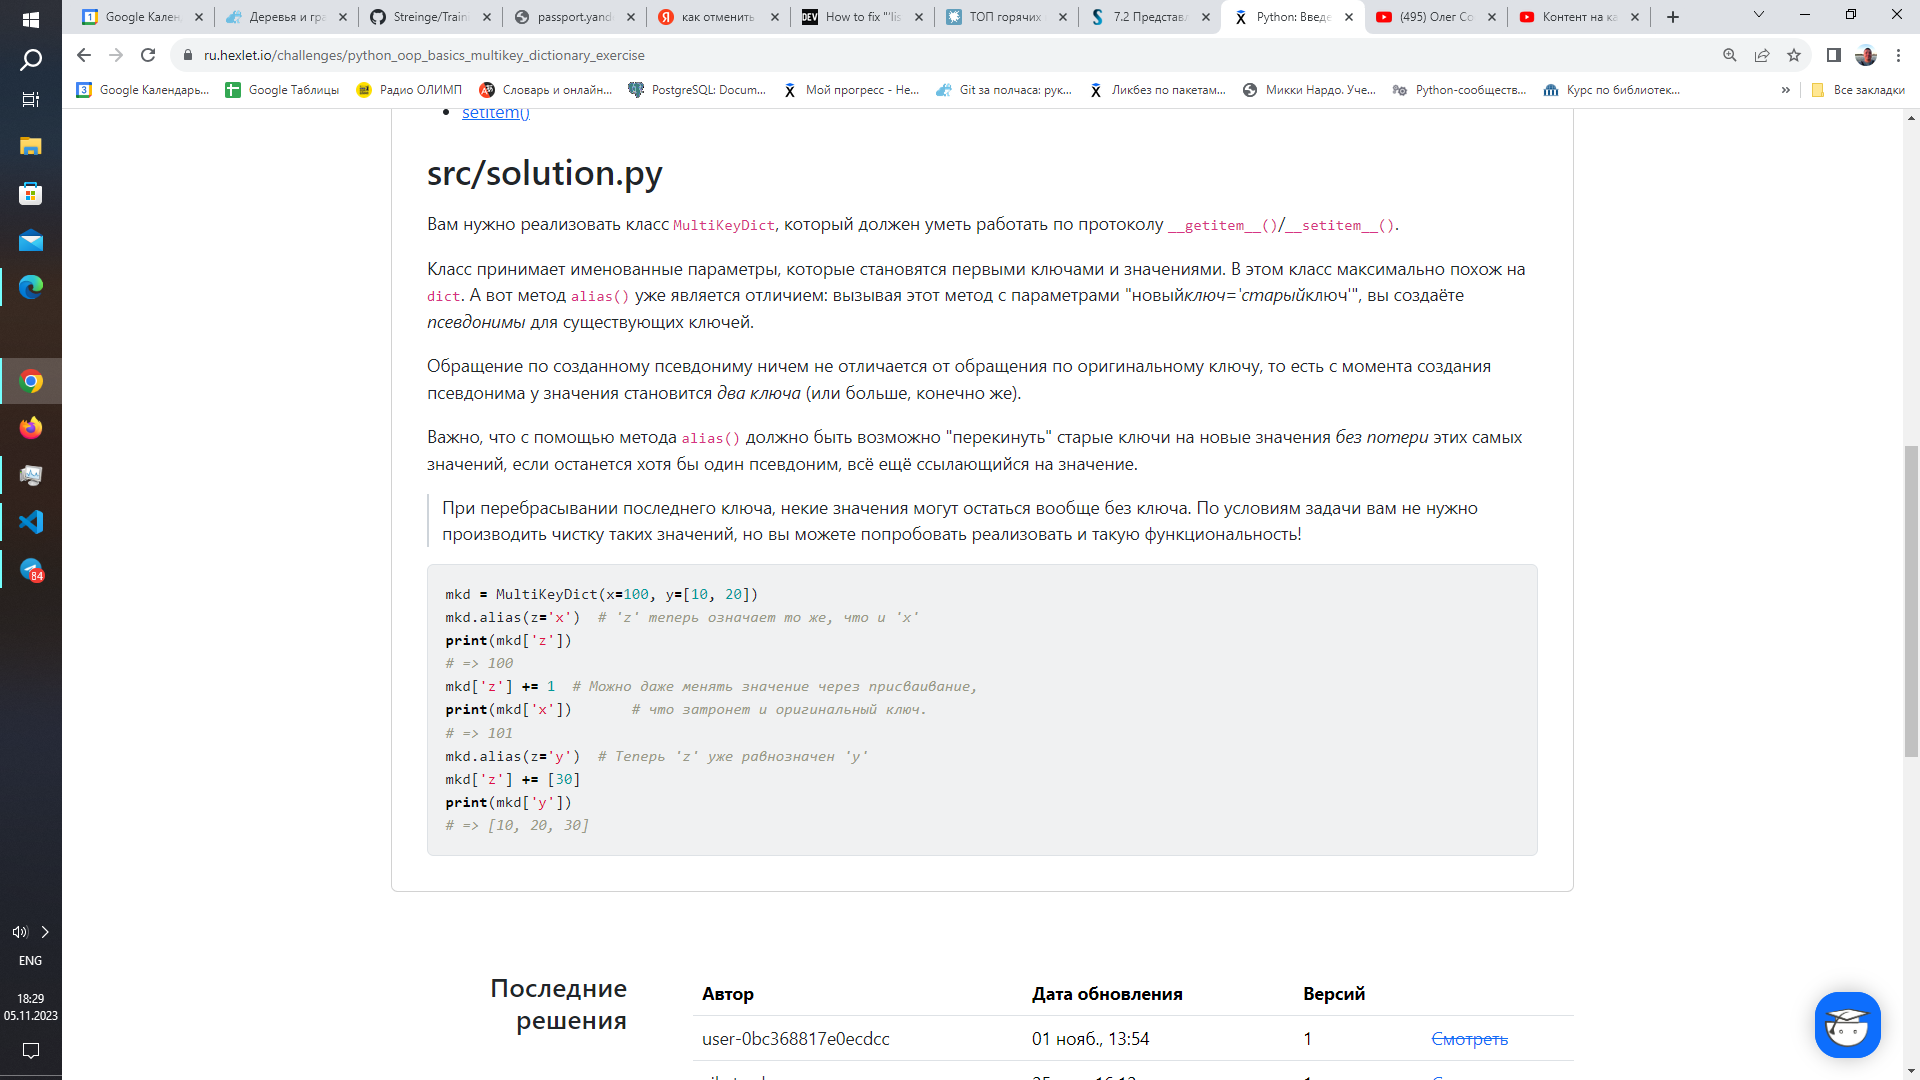 Google Кален
Деревья и гра
Streinge/Train
passport.yand
как отменить
How to fix "'lis
ТОП горячих
7.2 Представл
Python: Введе
(495) Олег Со
Контент на ка
ru.hexlet.io/challenges/python_oop_basics_multikey_dictionary_exercise
Google Календарь...
Google Таблицы
Радио ОЛИМП
Словарь и онлайн...
PostgreSQL: Docum...
Мой прогресс - Не...
Git за полчаса: рук...
Ликбез по пакетам...
Микки Нардо. Уче...
Python-сообществ...
Курс по библиотек...
»
Все закладки
setitem()
src/solution.py
Вам нужно реализовать класс MultiKeyDict, который должен уметь работать по протоколу __getitem__()/__setitem__().
Класс принимает именованные параметры, которые становятся первыми ключами и значениями. В этом класс максимально похож на
dict. А вот метод alias() уже является отличием: вызывая этот метод с параметрами "новыйключ='старыйключ'", вы создаёте
псевдонимы для существующих ключей.
Обращение по созданному псевдониму ничем не отличается от обращения по оригинальному ключу, то есть с момента создания
псевдонима у значения становится два ключа (или больше, конечно же).
Важно, что с помощью метода alias() должно быть возможно "перекинуть" старые ключи на новые значения без потери этих самых
значений, если останется хотя бы один псевдоним, всё ещё ссылающийся на значение.
При перебрасывании последнего ключа, некие значения могут остаться вообще без ключа. По условиям задачи вам не нужно
производить чистку таких значений, но вы можете попробовать реализовать и такую функциональность!
mkd = MultiKeyDict(x=100, y=[10, 20])
mkd.alias(z='x')  # 'z' теперь означает то же, что и 'x'
print(mkd['z'])
# => 100
mkd['z'] += 1  # Можно даже менять значение через присваивание,
print(mkd['x'])       # что затронет и оригинальный ключ.
# => 101
mkd.alias(z='y')  # Теперь 'z' уже равнозначен 'y'
mkd['z'] += [30]
print(mkd['y'])
# => [10, 20, 30]
Последние
решения
Автор Дата обновления Версий
user-0bc368817e0ecdcc 01 нояб., 13:54 1 Смотреть
84
ENG
18:29
05.11.2023